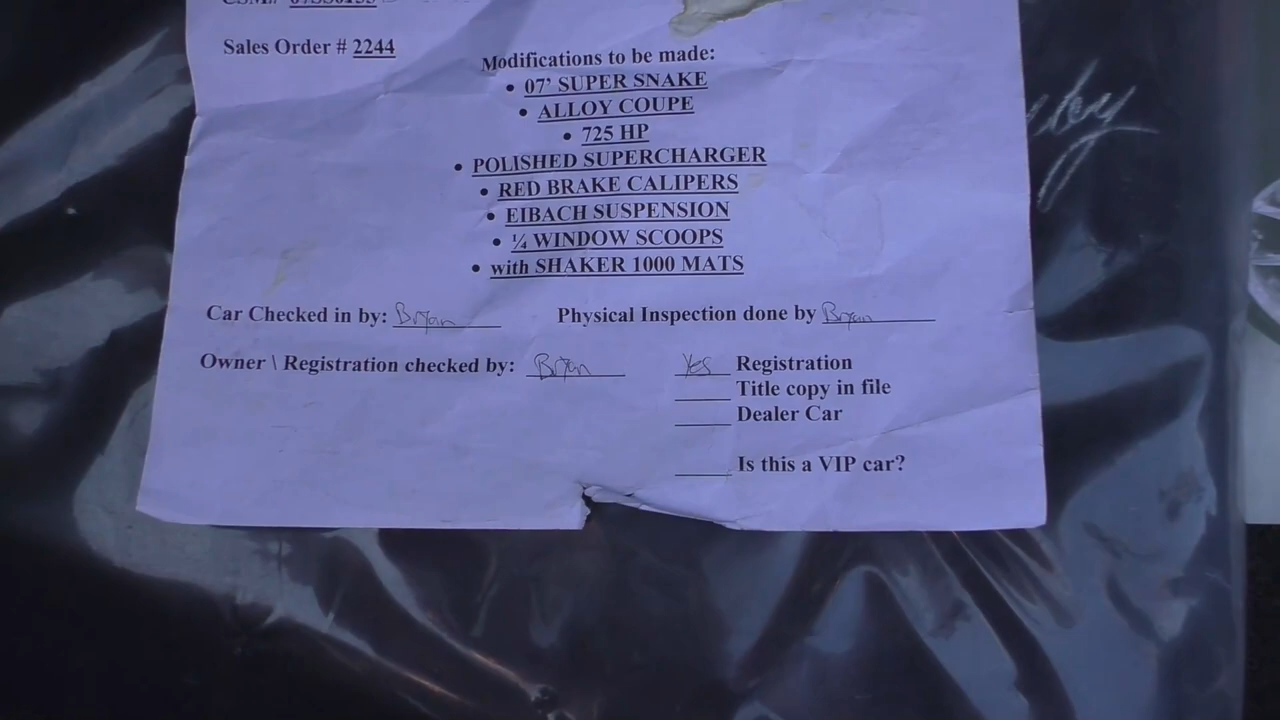 Sales Order # 2244
Modifications to be made:
• 07' SUPER SNAKE
• ALLOY COUPE
• 725 HP
• POLISHED SUPERCHARGER
• RED BRAKE CALIPERS
• EIBACH SUSPENSION
• ¼ WINDOW SCOOPS
• with SHAKER 1000 MATS
Car Checked in by: Bryan Physical Inspection done by Bryan
Owner \ Registration checked by: Bryan Yes Registration
Title copy in file
Dealer Car
Is this a VIP car?